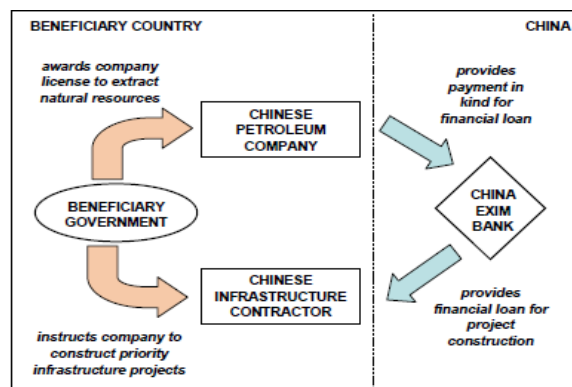 BENEFICIARY COUNTRY
CHINA
awards company
license to extract
natural resources
CHINESE
PETROLEUM
COMPANY
provides
payment in
kind for
financial loan
BENEFICIARY
GOVERNMENT
CHINA
EXIM
BANK
CHINESE
INFRASTRUCTURE
CONTRACTOR
instructs company to
construct priority
infrastructure projects
provides
financial loan for
project
construction